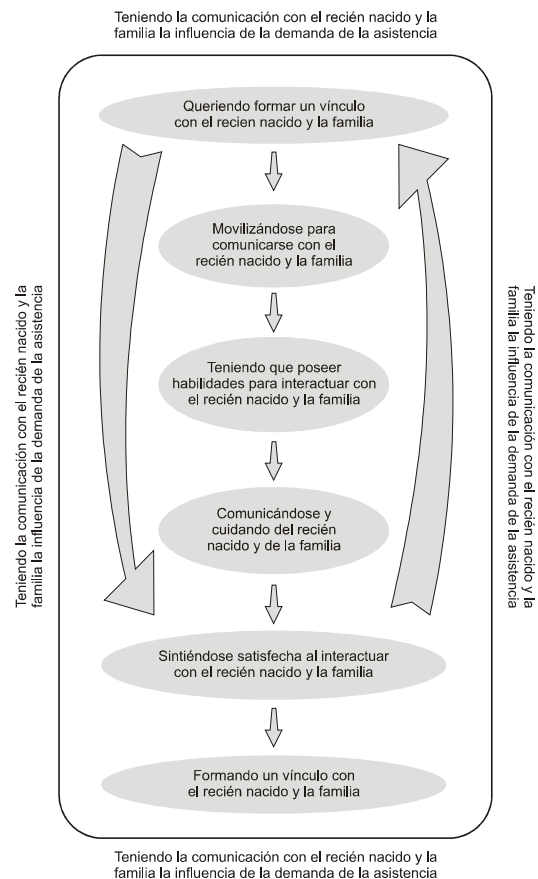 Teniendo la comunicación con el recién nacido y la
familia la influencia de la demanda de la asistencia
Queriendo formar un vínculo
con el recien nacido y la familia
Movilizándose para
comunicarse con el
recién nacido y la familia
Teniendo que poseer
habilidades para interactuar con
el recién nacido y la familia
Comunicándose y
cuidando del recién
nacido y de la familia
Sintiéndose satisfecha al interactuar
con el recién nacido y la familia
Formando un vínculo con
el recién nacido y la familia
Teniendo la comunicación con el recién nacido y la
familia la influencia de la demanda de la asistencia
Teniendo la comunicación con el recién nacido y la
familia la influencia de la demanda de la asistencia
Teniendo la comunicación con el recién nacido y la
familia la influencia de la demanda de la asistencia